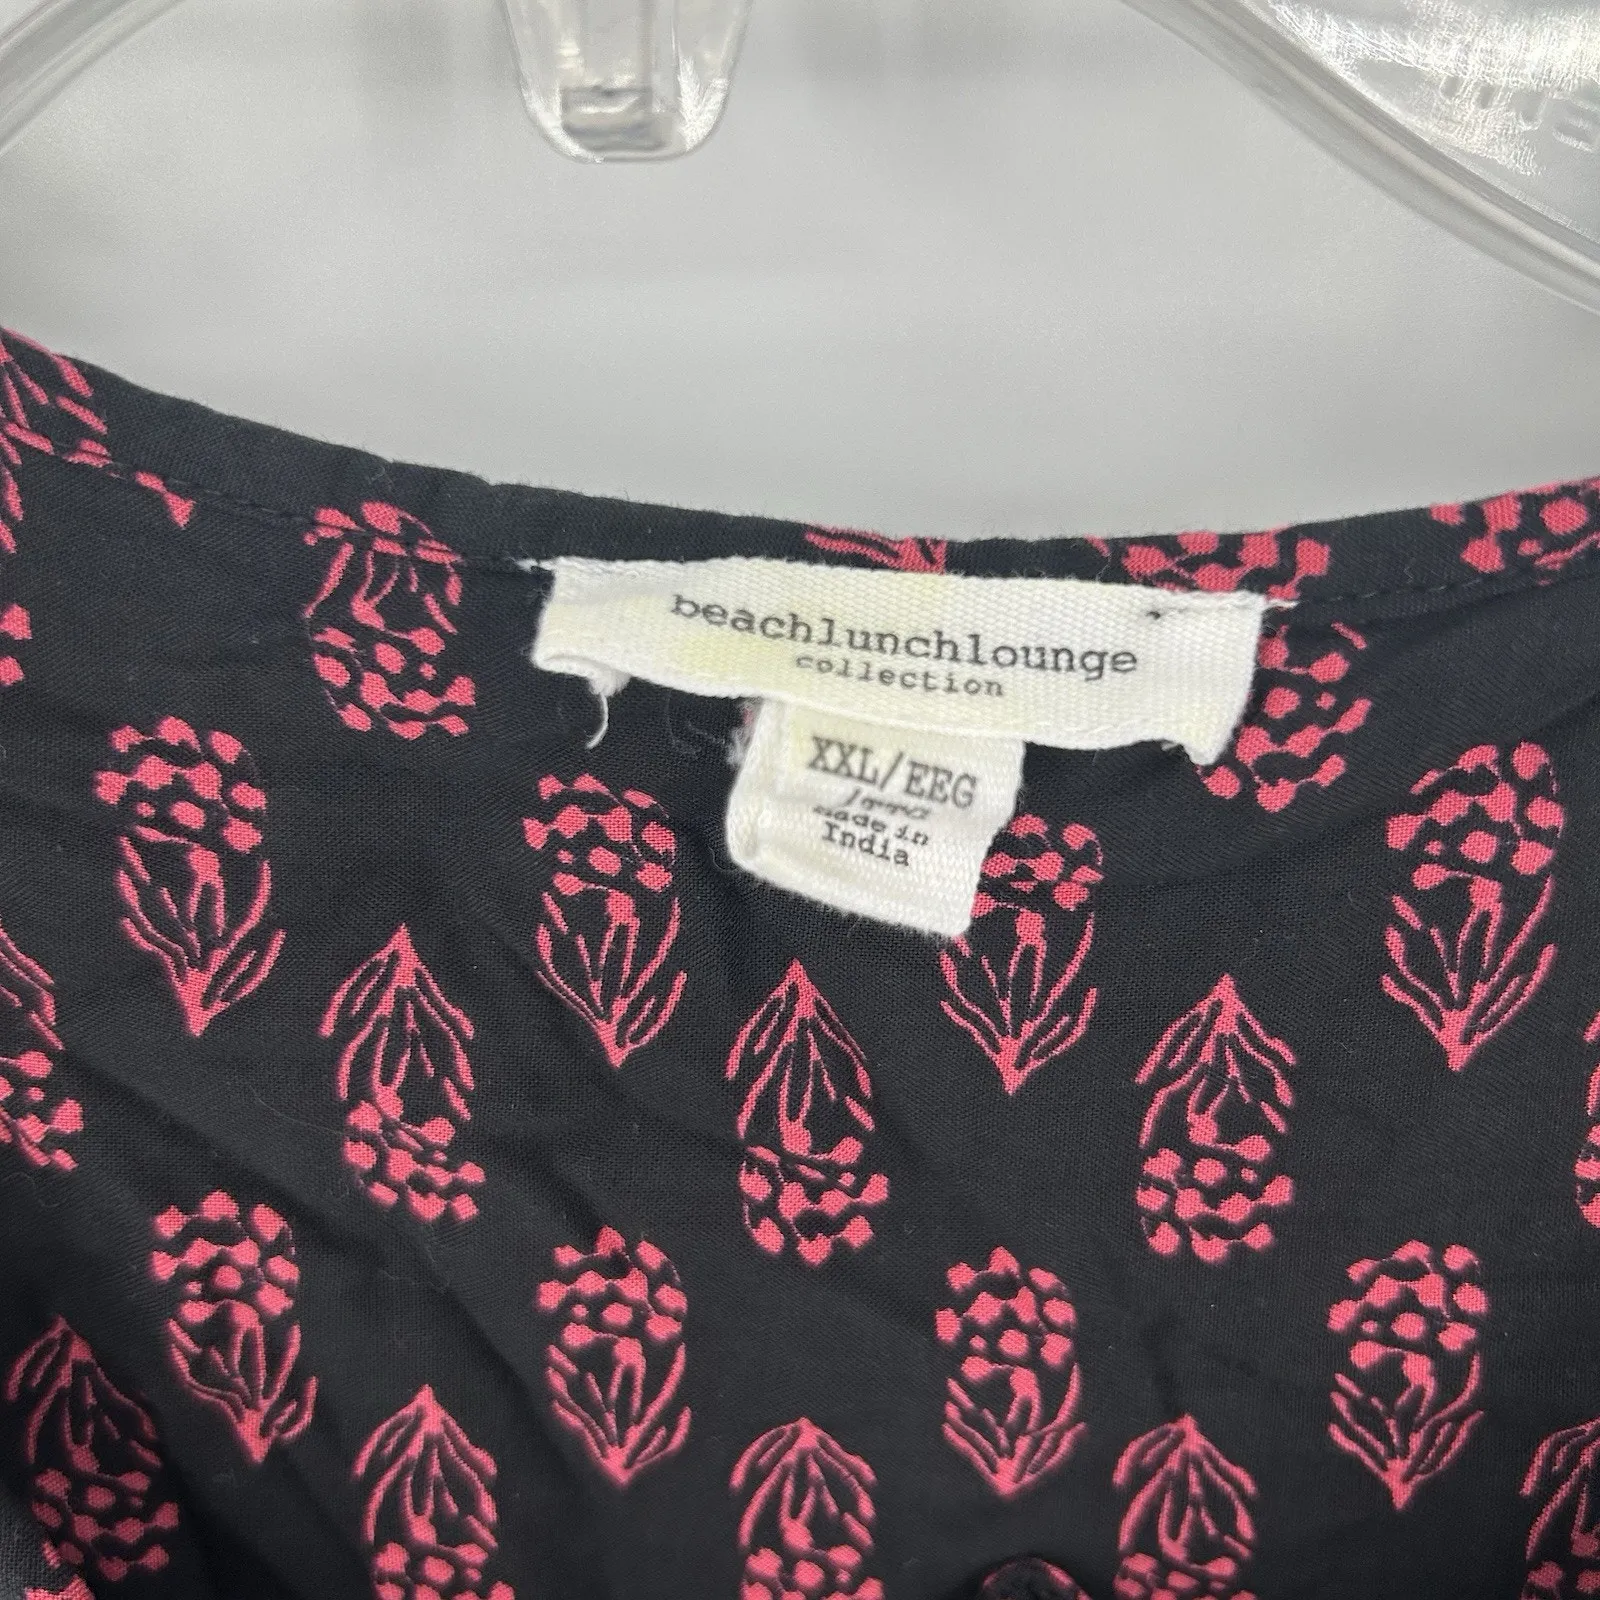 beachlunchlounge
collection
XXL/EEG
made in
India